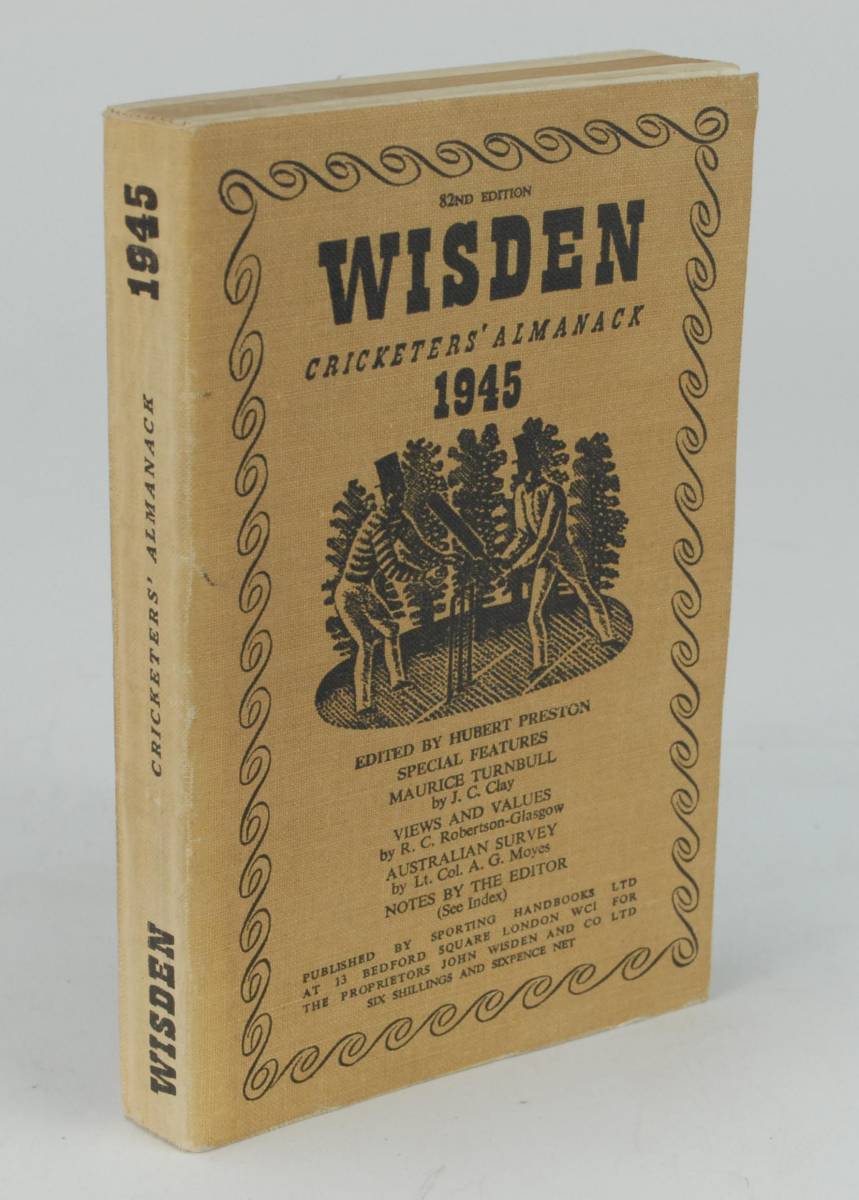 82ND EDITION
WISDEN
CRICKETERS' ALMANACK
1945
EDITED BY HUBERT PRESTON
SPECIAL FEATURES
MAURICE TURNBULL
by J. C. Clay
VIEWS AND VALUES
by R. C. Robertson-Glasgow
AUSTRALIAN SURVEY
by Lt. Col. A. G. Moyes
NOTES BY THE EDITOR
(See Index)
PUBLISHED BY SPORTING HANDBOOKS LTD
AT 13 BEDFORD SQUARE LONDON WC1 FOR
THE PROPRIETORS JOHN WISDEN AND CO LTD
SIX SHILLINGS AND SIXPENCE NET
WISDEN CRICKETERS' ALMANACK 1945